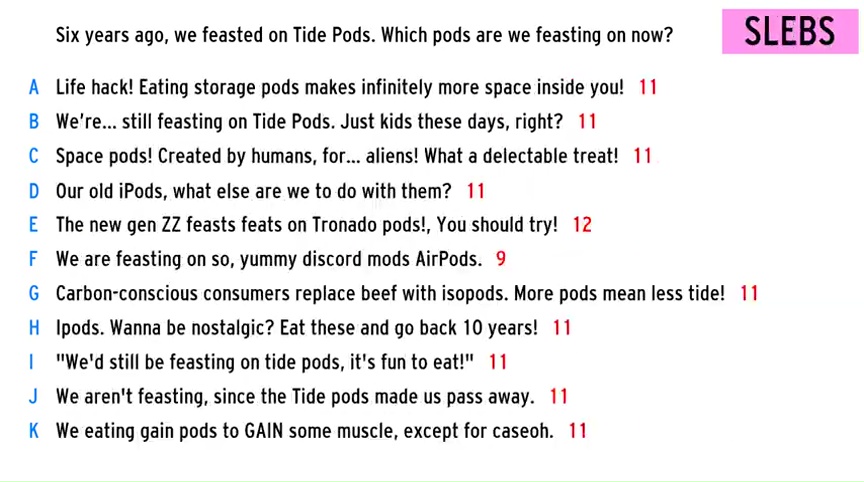 Six years ago, we feasted on Tide Pods. Which pods are we feasting on now?
SLEBS
A Life hack! Eating storage pods makes infinitely more space inside you! 11
B We're... still feasting on Tide Pods. Just kids these days, right? 11
C Space pods! Created by humans, for... aliens! What a delectable treat! 11
D Our old iPods, what else are we to do with them? 11
E The new gen ZZ feasts feats on Tronado pods!, You should try! 12
F We are feasting on so, yummy discord mods AirPods. 9
G Carbon-conscious consumers replace beef with isopods. More pods mean less tide! 11
H Ipods. Wanna be nostalgic? Eat these and go back 10 years! 11
I "We'd still be feasting on tide pods, it's fun to eat!" 11
J We aren't feasting, since the Tide pods made us pass away. 11
K We eating gain pods to GAIN some muscle, except for caseoh. 11